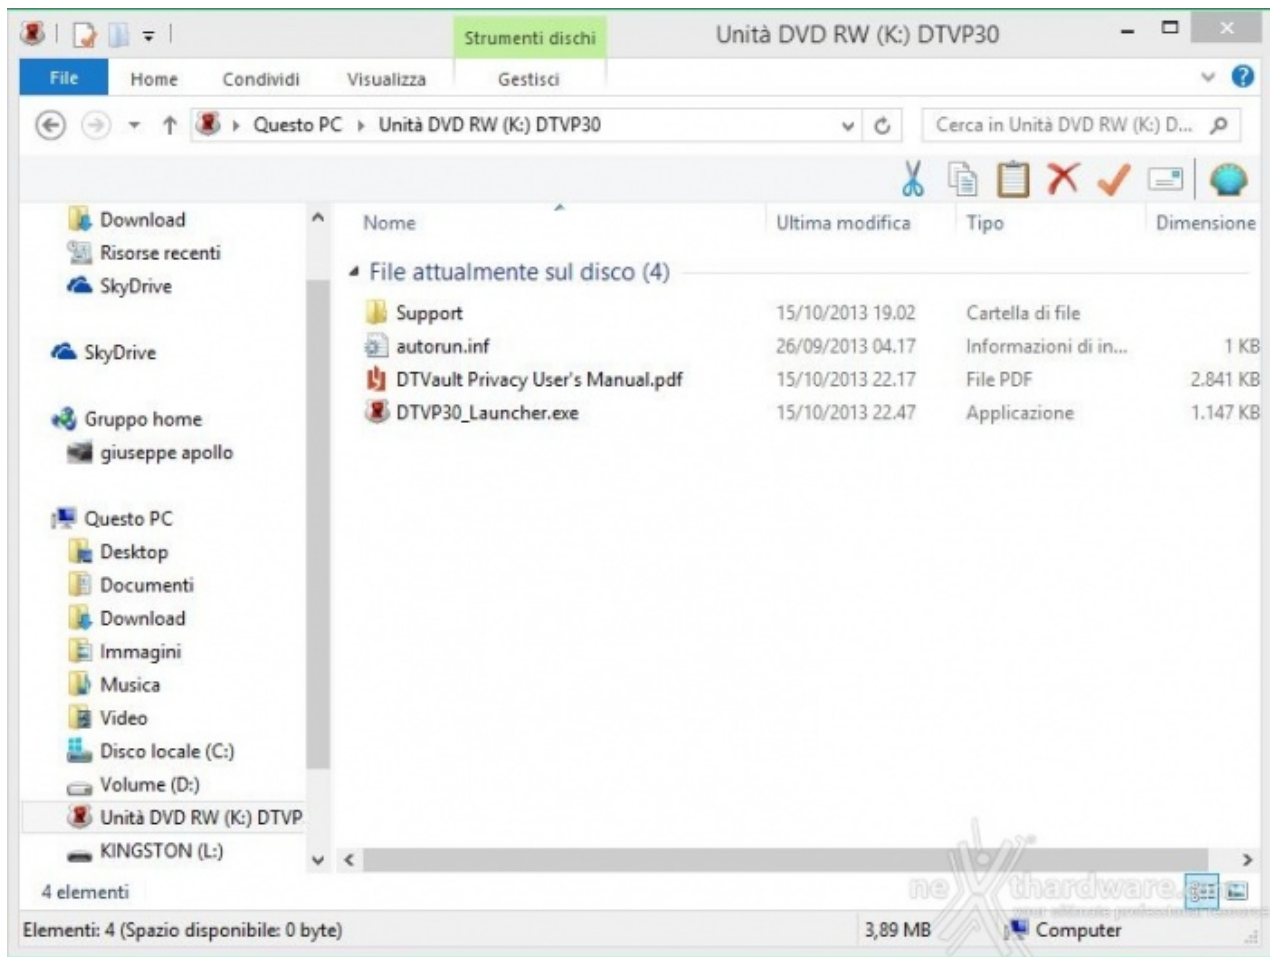 Strumenti dischi
Unità DVD RW (K:) DTVP30
File Home Condividi Visualizza Gestisci
Questo PC Unità DVD RW (K:) DTVP30
Cerca in Unità DVD RW (K:) D...
Nome Ultima modifica Tipo Dimensione
File attualmente sul disco (4)
Support 15/10/2013 19.02 Cartella di file
autorun.inf 26/09/2013 04.17 Informazioni di in... 1 KB
DTVault Privacy User's Manual.pdf 15/10/2013 22.17 File PDF 2.841 KB
DTVP30_Launcher.exe 15/10/2013 22.47 Applicazione 1.147 KB
Download
Risorse recenti
SkyDrive
SkyDrive
Gruppo home
giuseppe apollo
Questo PC
Desktop
Documenti
Download
Immagini
Musica
Video
Disco locale (C:)
Volume (D:)
Unità DVD RW (K:) DTVP
KINGSTON (L:)
4 elementi
nexthardware.com
Elementi: 4 (Spazio disponibile: 0 byte) 3,89 MB Computer